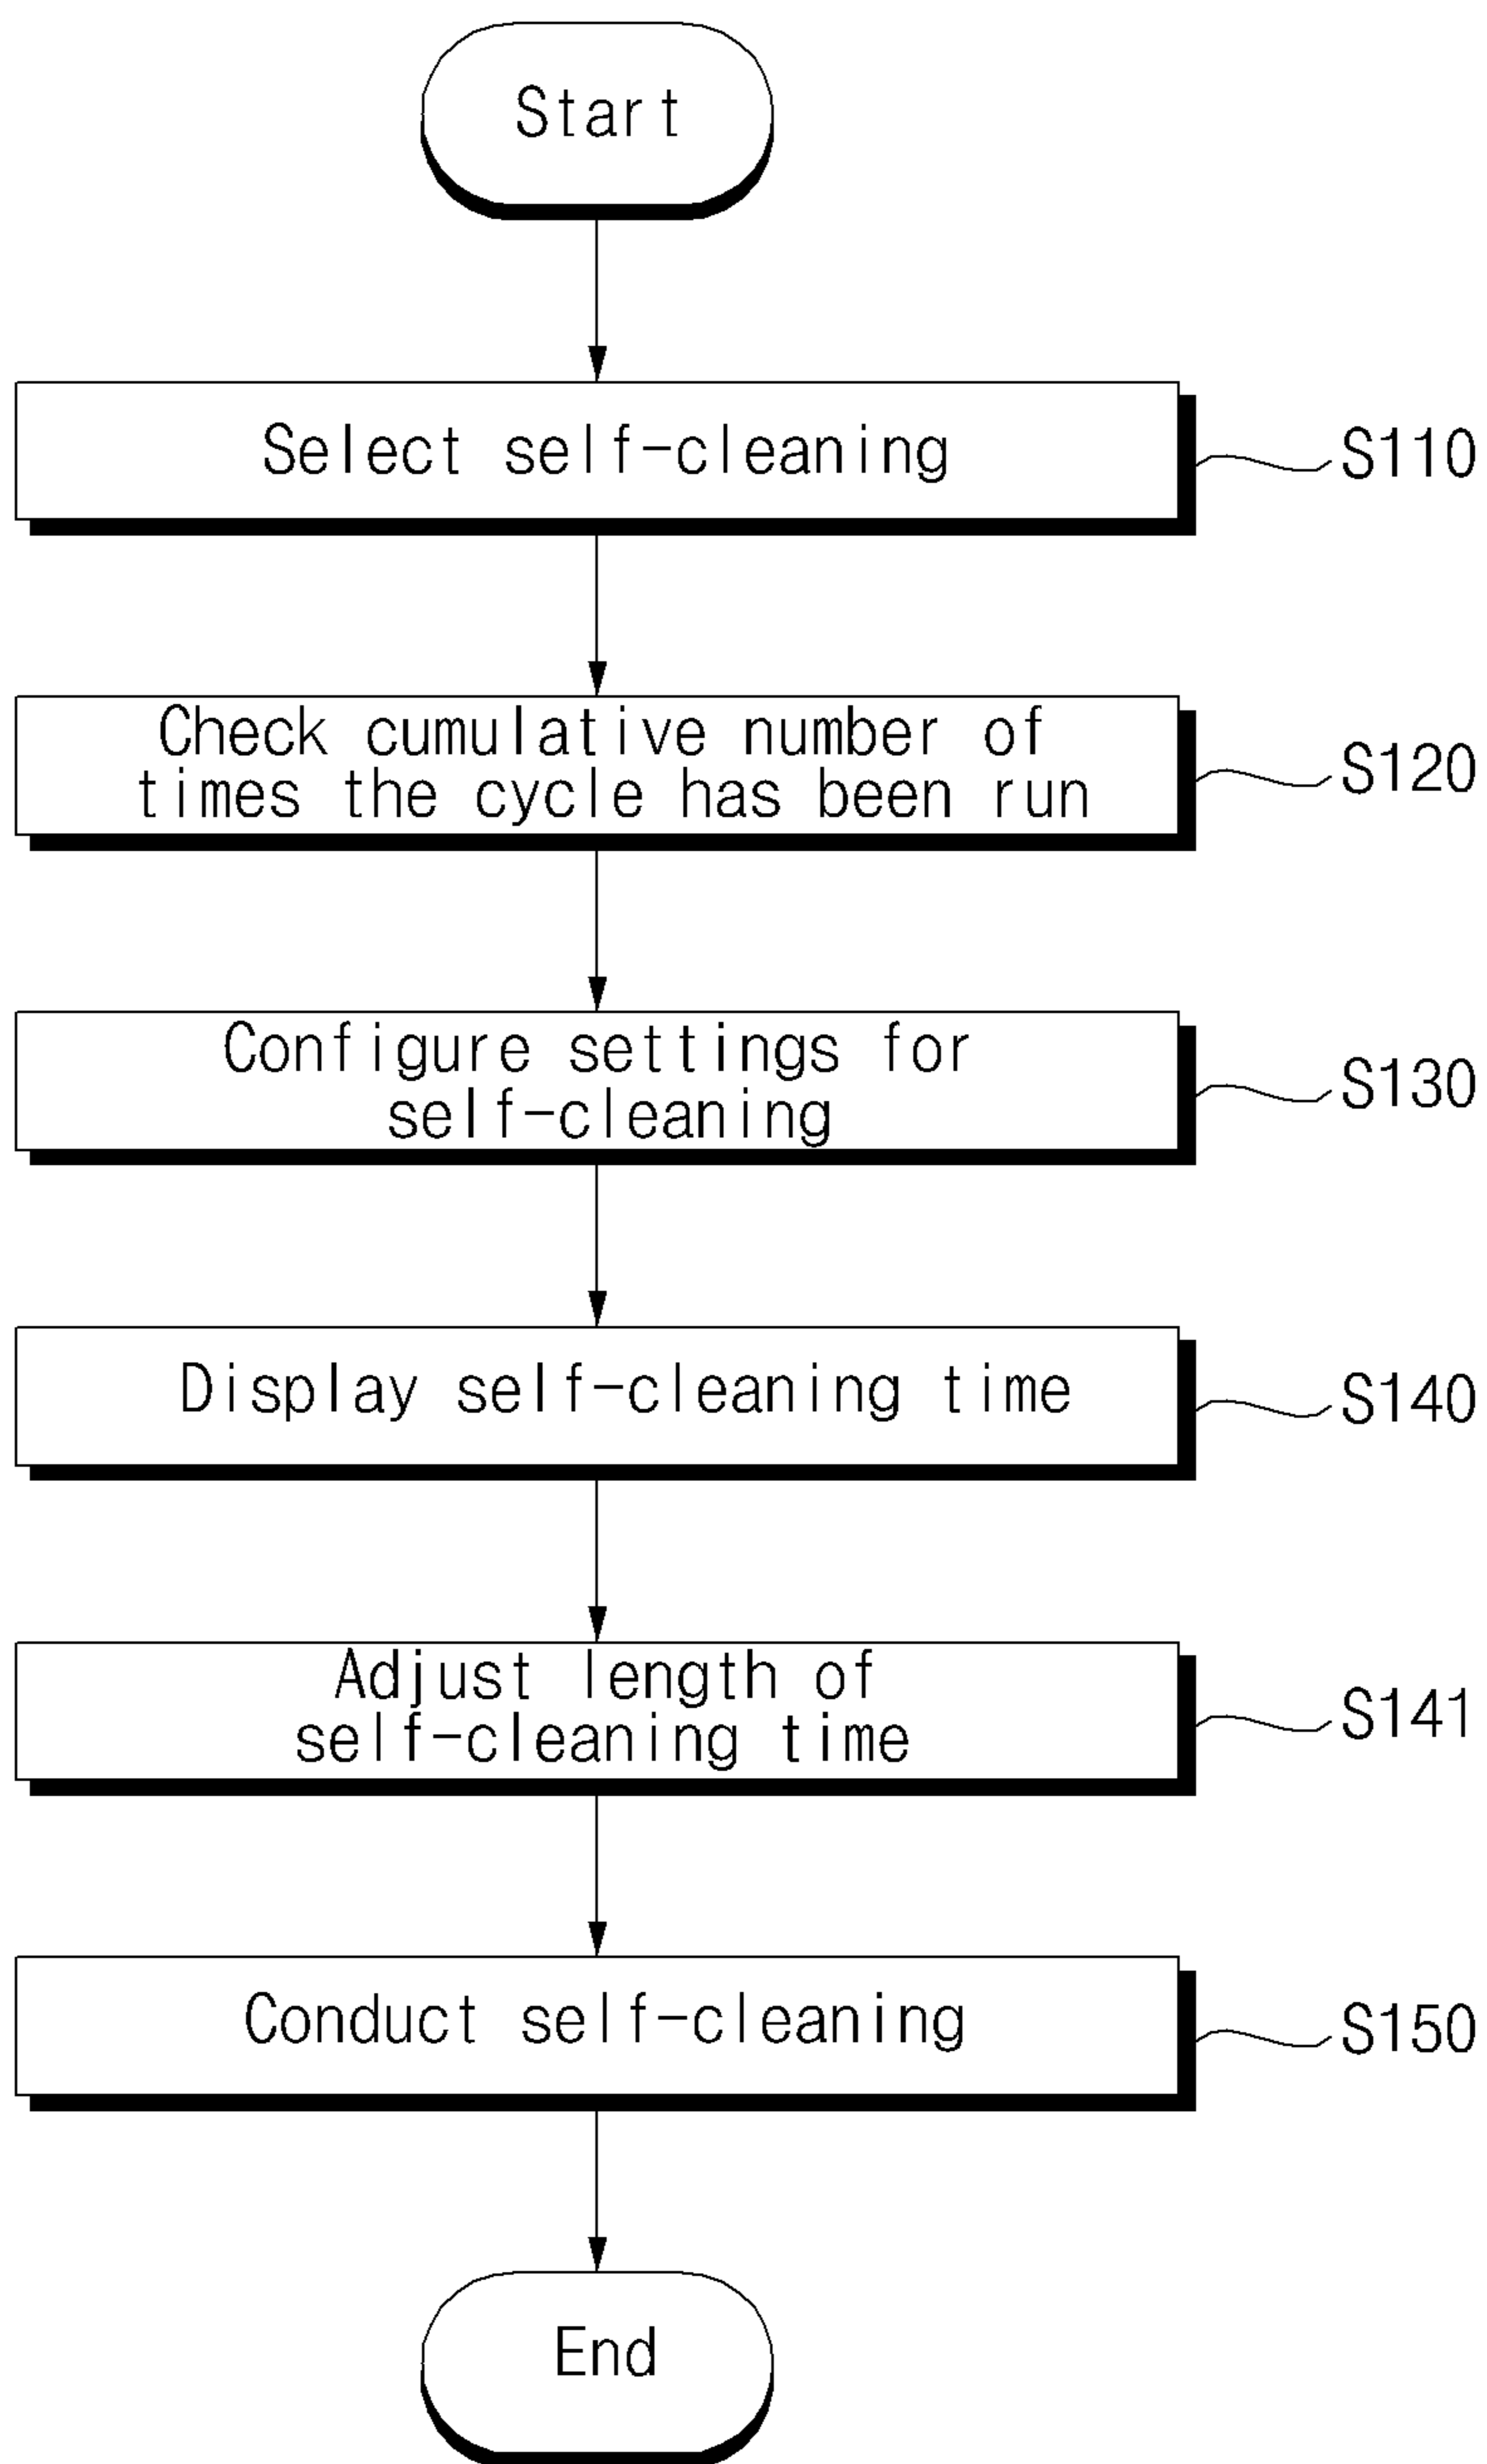 Start
Select self-cleaning
S110
Check cumulative number of
times the cycle has been run
S120
Configure settings for
self-cleaning
S130
Display self-cleaning time
S140
Adjust length of
self-cleaning time
S141
Conduct self-cleaning
S150
End